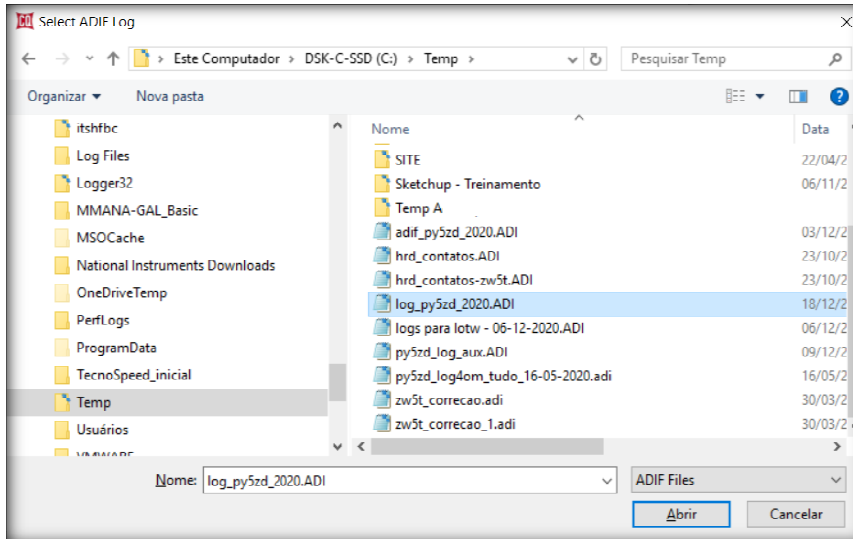 Select ADIF Log
Este Computador > DSK-C-SSD (C:) > Temp >
Pesquisar Temp
Organizar
Nova pasta
itshfbc
Log Files
Logger32
MMANA-GAL_Basic
MSOCache
National Instruments Downloads
OneDriveTemp
PerfLogs
ProgramData
TecnoSpeed_inicial
Temp
Usuários
Nome Data
SITE 22/04/2
Sketchup - Treinamento 06/11/2
Temp A
adif_py5zd_2020.ADI 03/12/2
hrd_contatos.ADI 23/10/2
hrd_contatos-zw5t.ADI 23/10/2
log_py5zd_2020.ADI 18/12/2
logs para lotw - 06-12-2020.ADI 06/12/2
py5zd_log_aux.ADI 09/12/2
py5zd_log4om_tudo_16-05-2020.adi 16/05/2
zw5t_correcao.adi 30/03/2
zw5t_correcao_1.adi 30/03/2
Nome: log_py5zd_2020.ADI
ADIF Files
Abrir
Cancelar